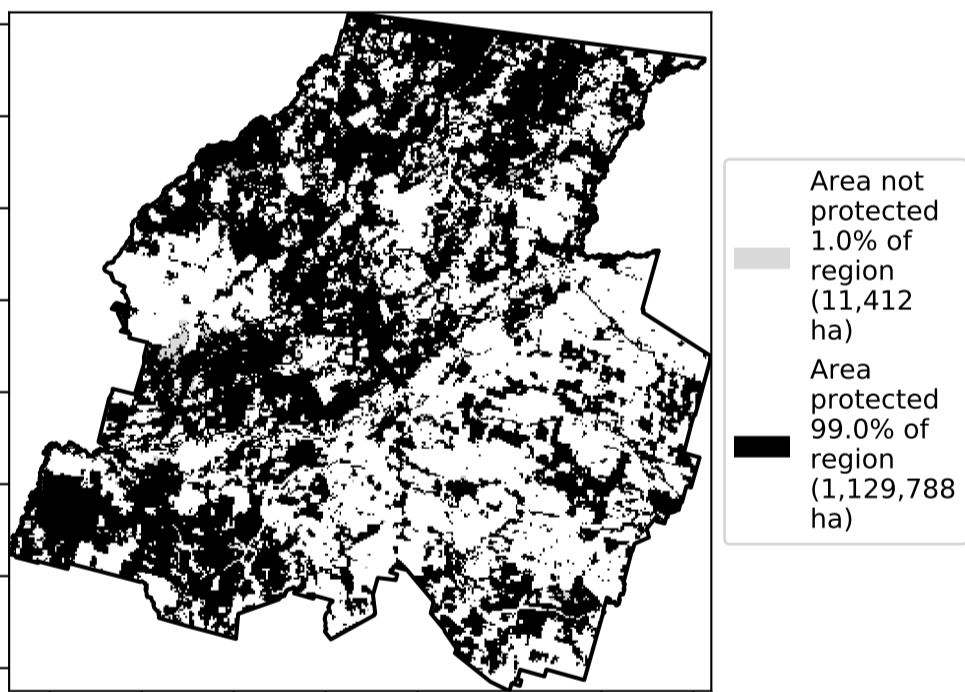 Area not
protected
1.0% of
region
(11,412
ha)
Area
protected
99.0% of
region
(1,129,788
ha)